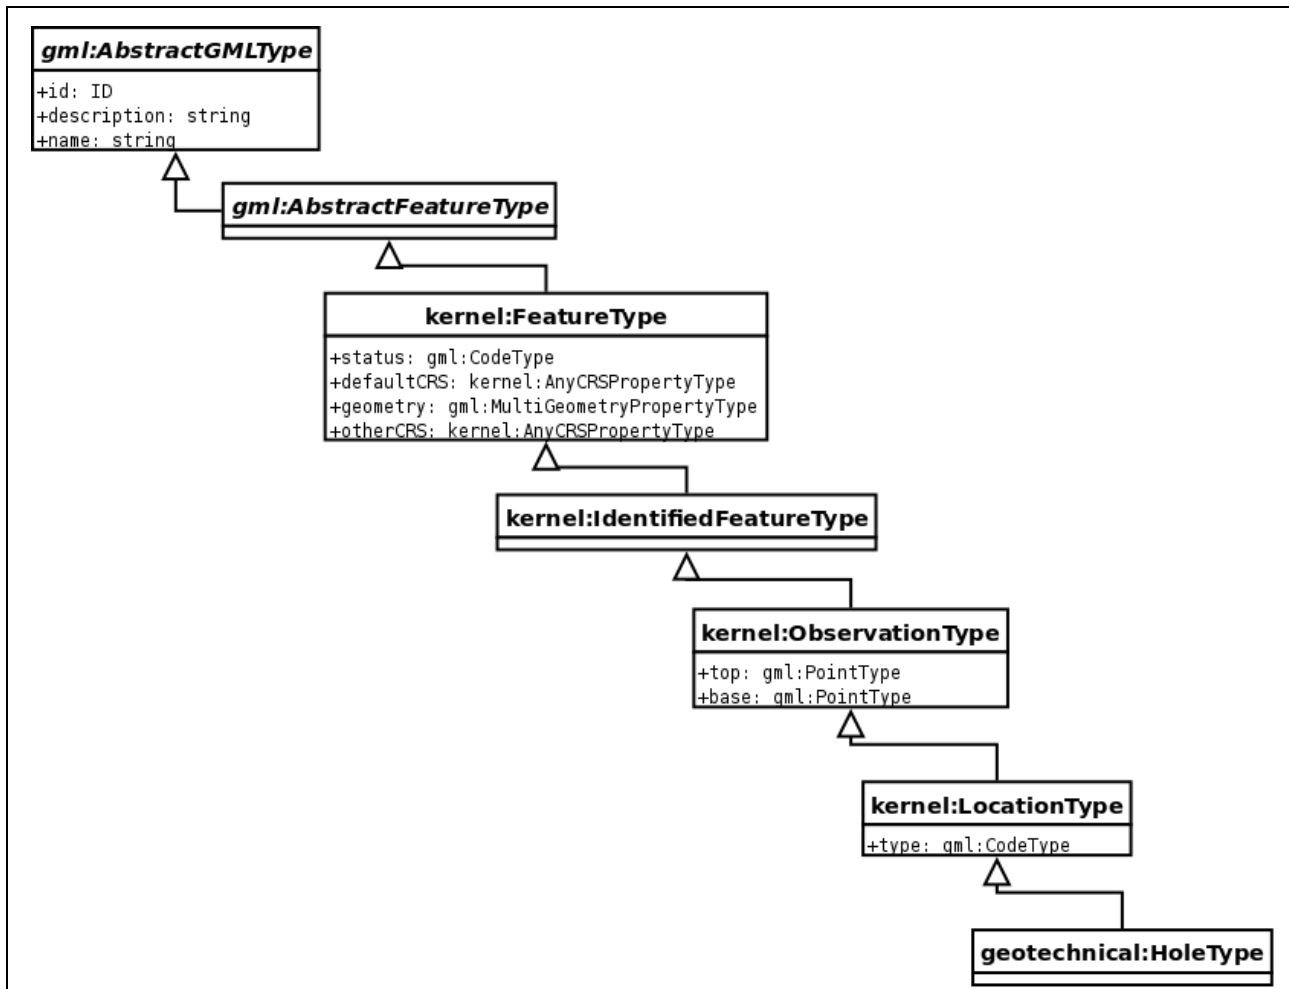 gml:AbstractGMLType
+id: ID
+description: string
+name: string
gml:AbstractFeatureType
kernel:FeatureType
+status: gml:CodeType
+defaultCRS: kernel:AnyCRSPropertyType
+geometry: gml:MultiGeometryPropertyType
+otherCRS: kernel:AnyCRSPropertyType
kernel:IdentifiedFeatureType
kernel:ObservationType
+top: gml:PointType
+base: gml:PointType
kernel:LocationType
+type: gml:CodeType
geotechnical:HoleType